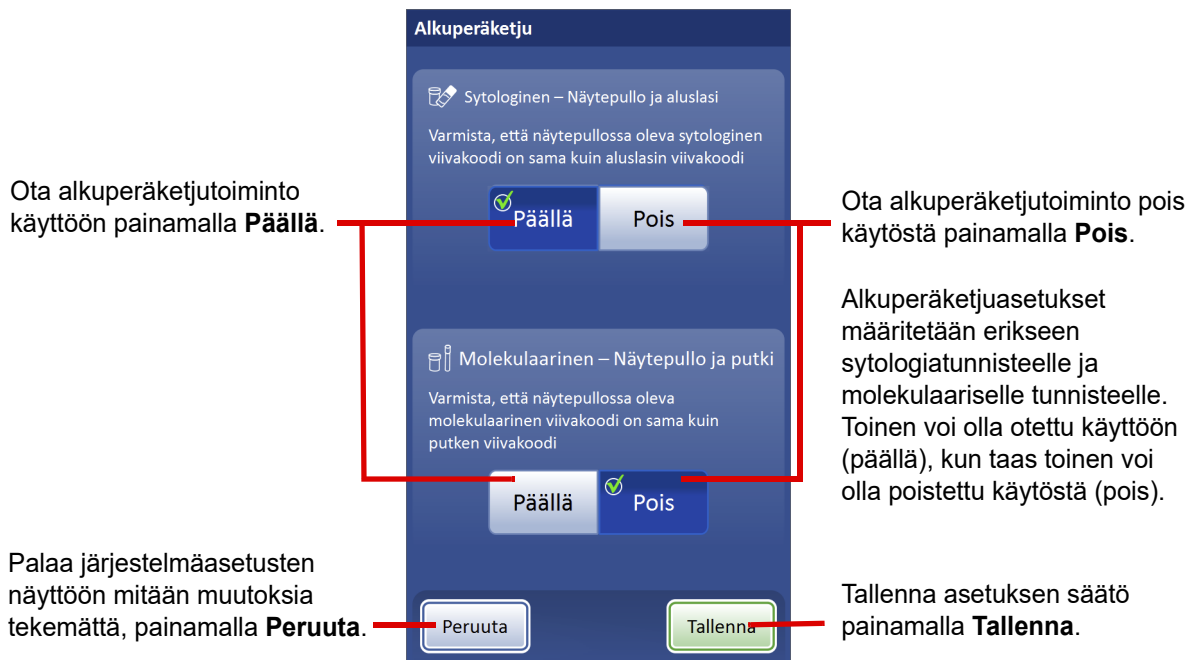 Alkuperäketju
Sytologinen – Näytepullo ja aluslasi
Varmista, että näytepullossa oleva sytologinen
viivakoodi on sama kuin aluslasin viivakoodi
Päällä
Pois
Ota alkuperäketjutoiminto
käyttöön painamalla Päällä.
Ota alkuperäketjutoiminto pois
käytöstä painamalla Pois.
Alkuperäketjuasetukset
määritetään erikseen
sytologiatunnisteelle ja
molekulaariselle tunnisteelle.
Toinen voi olla otettu käyttöön
(päällä), kun taas toinen voi
olla poistettu käytöstä (pois).
Molekulaarinen – Näytepullo ja putki
Varmista, että näytepullossa oleva
molekulaarinen viivakoodi on sama kuin
putken viivakoodi
Päällä
Pois
Palaa järjestelmäasetusten
näyttöön mitään muutoksia
tekemättä, painamalla Peruuta.
Peruuta
Tallenna
Tallenna asetuksen säätö
painamalla Tallenna.